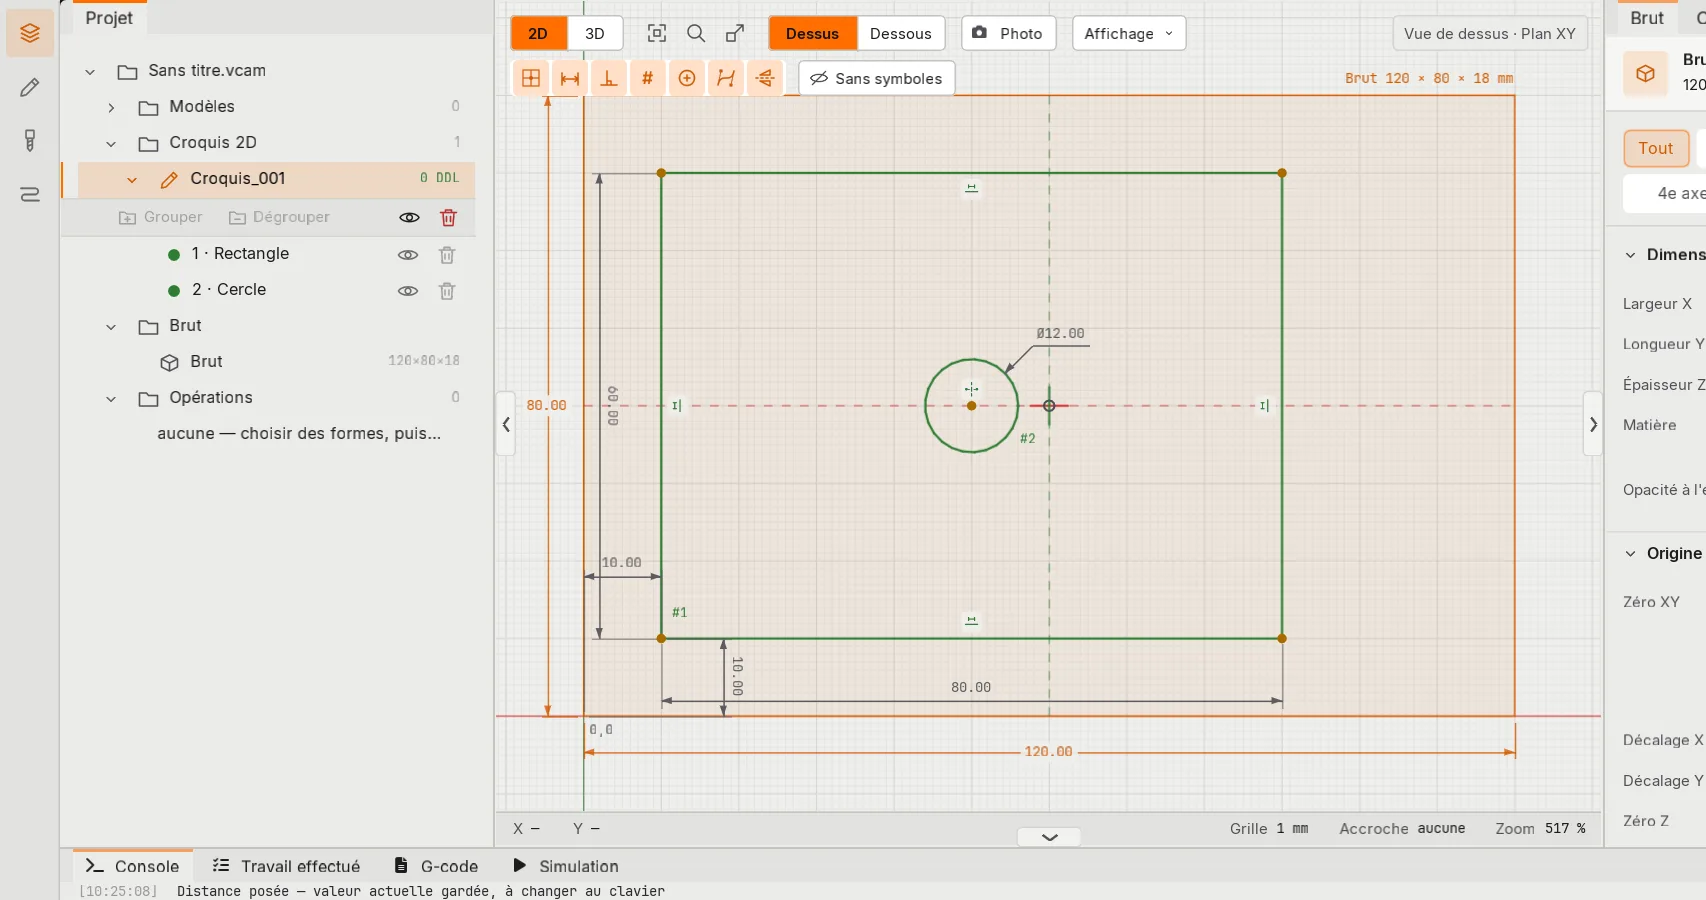 Projet
Sans titre.vcam
Modèles 0
Croquis 2D 1
Croquis_001 0 DDL
Grouper Dégrouper
1 · Rectangle
2 · Cercle
Brut
Brut 120×80×18
Opérations 0
aucune — choisir des formes, puis...
2D 3D Dessus Dessous Photo Affichage Vue de dessus · Plan XY
# Sans symboles
Brut 120 × 80 × 18 mm
Ø12.00
80.00
60.00
#2
10.00
#1
10.00
80.00
0,0
120.00
X — Y — Grille 1 mm Accroche aucune Zoom 517 %
Console Travail effectué G-code Simulation
[10:25:08] Distance posée — valeur actuelle gardée, à changer au clavier
Brut
Bru
120
Tout
4e axe
Dimens
Largeur X
Longueur Y
Épaisseur Z
Matière
Opacité à l'é
Origine
Zéro XY
Décalage X
Décalage Y
Zéro Z